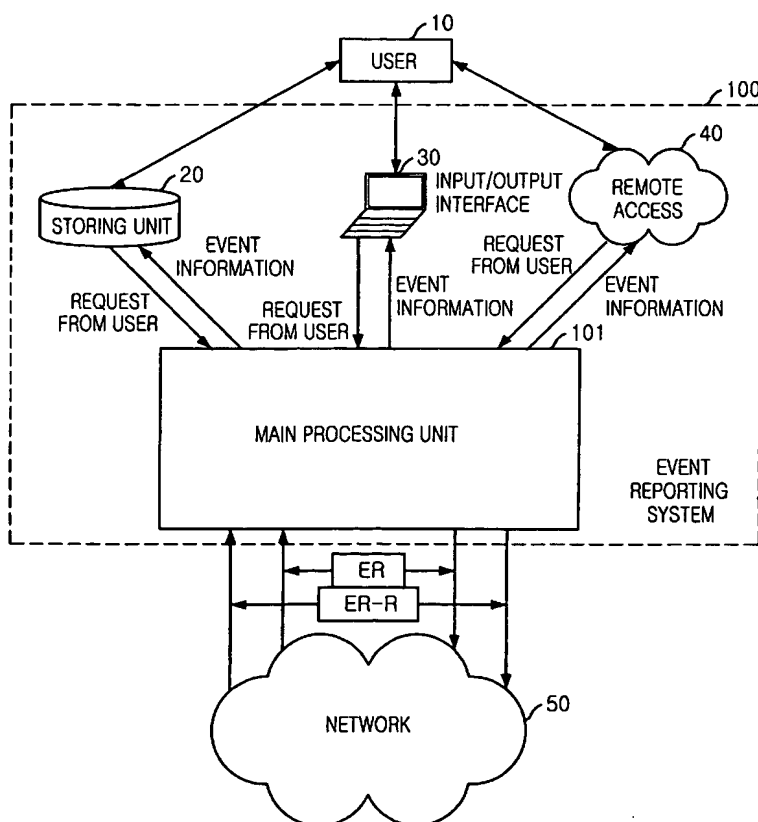 10
USER
100
20
STORING UNIT
30
INPUT/OUTPUT
INTERFACE
40
REMOTE
ACCESS
EVENT
INFORMATION
REQUEST
FROM USER
REQUEST
FROM USER
EVENT
INFORMATION
REQUEST
FROM USER
EVENT
INFORMATION
101
MAIN PROCESSING UNIT
EVENT
REPORTING
SYSTEM
ER
ER-R
NETWORK
50